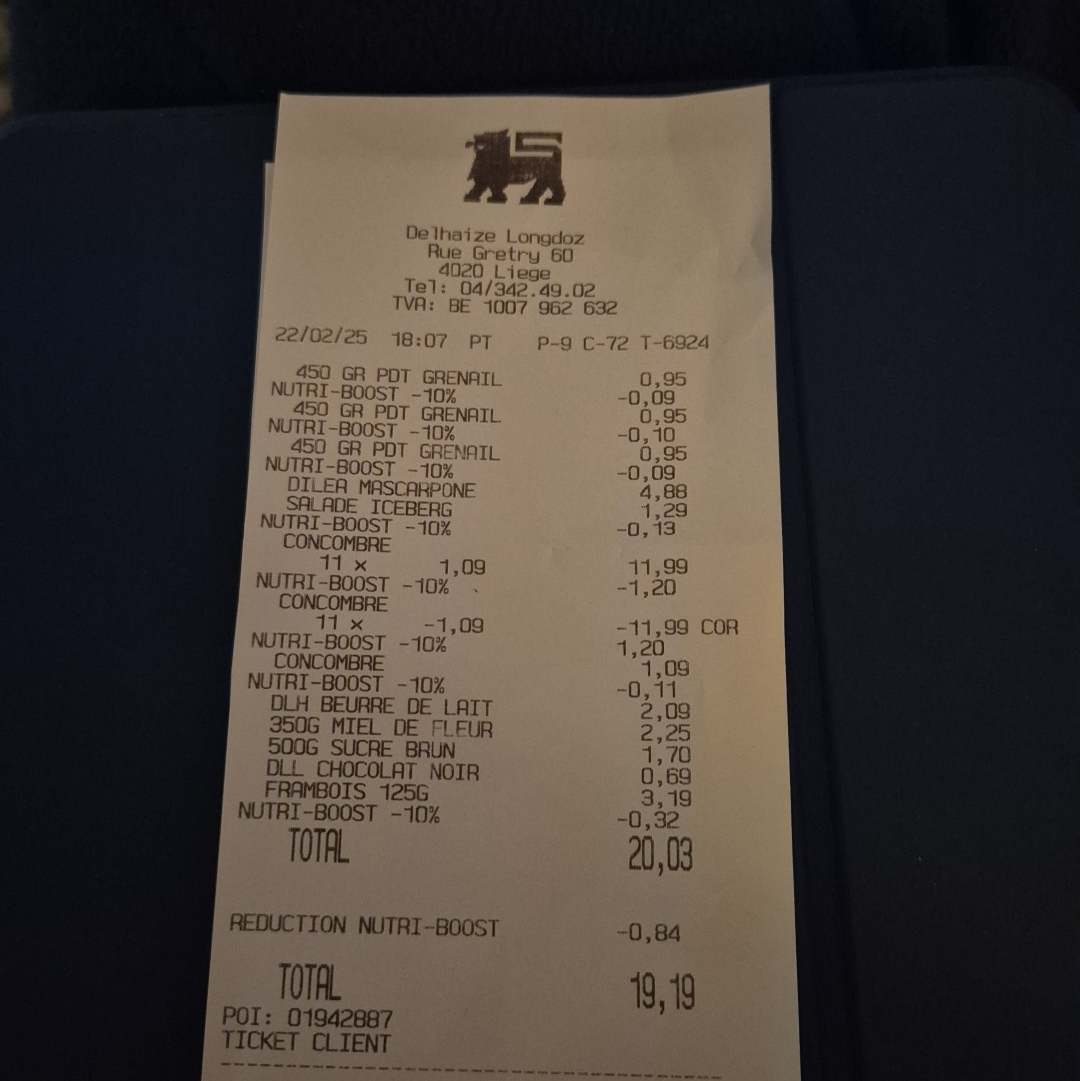 Delhaize Longdoz
Rue Gretry 60
4020 Liege
Tel: 04/342.49.02
TVA: BE 1007 962 632
22/02/25 18:07 PT P-9 C-72 T-6924
450 GR PDT GRENAIL 0,95
NUTRI-BOOST -10% -0,09
450 GR PDT GRENAIL 0,95
NUTRI-BOOST -10% -0,10
450 GR PDT GRENAIL 0,95
NUTRI-BOOST -10% -0,09
DILEA MASCARPONE 4,88
SALADE ICEBERG 1,29
NUTRI-BOOST -10% -0,13
CONCOMBRE
11 x 1,09 11,99
NUTRI-BOOST -10% -1,20
CONCOMBRE
11 x -1,09 -11,99 COR
NUTRI-BOOST -10% 1,20
CONCOMBRE 1,09
NUTRI-BOOST -10% -0,11
DLH BEURRE DE LAIT 2,09
350G MIEL DE FLEUR 2,25
500G SUCRE BRUN 1,70
DLL CHOCOLAT NOIR 0,69
FRAMBOIS 125G 3,19
NUTRI-BOOST -10% -0,32
TOTAL 20,03
REDUCTION NUTRI-BOOST -0,84
TOTAL 19,19
POI: 01942887
TICKET CLIENT